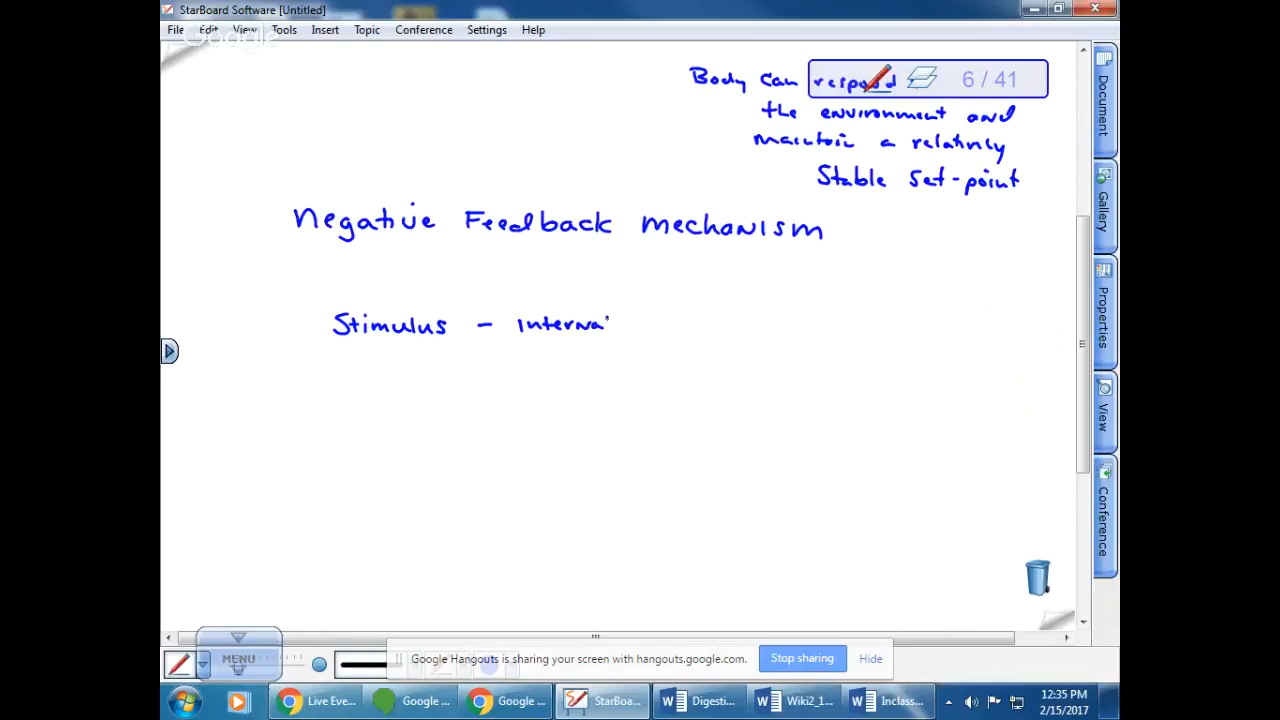 StarBoard Software [Untitled]
File Edit View Tools Insert Topic Conference Settings Help
Google
Body can respond
6 / 41
the environment and
maintain a relatively
Stable set-point
Negative Feedback mechanism
Stimulus - interna
Document
Gallery
Properties
View
Conference
MENU
Google Hangouts is sharing your screen with hangouts.google.com. Stop sharing Hide
Live Eve... Google ... Google ... StarBoa... Digesti... Wiki2_1... Inclass...
12:35 PM
2/15/2017